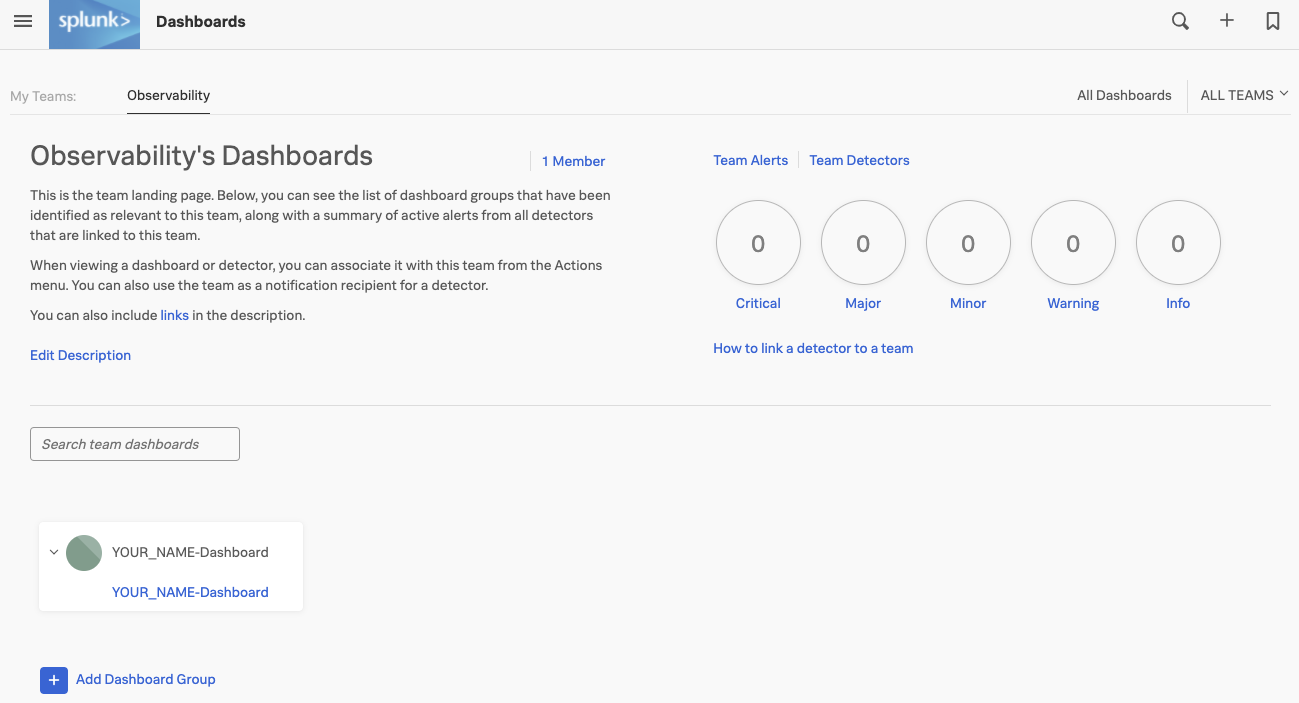 splunk> Dashboards
My Teams: Observability All Dashboards ALL TEAMS
Observability's Dashboards 1 Member
This is the team landing page. Below, you can see the list of dashboard groups that have been
identified as relevant to this team, along with a summary of active alerts from all detectors
that are linked to this team.
When viewing a dashboard or detector, you can associate it with this team from the Actions
menu. You can also use the team as a notification recipient for a detector.
You can also include links in the description.
Edit Description
Team Alerts Team Detectors
0 0 0 0 0
Critical Major Minor Warning Info
How to link a detector to a team
Search team dashboards
YOUR_NAME-Dashboard
YOUR_NAME-Dashboard
+ Add Dashboard Group